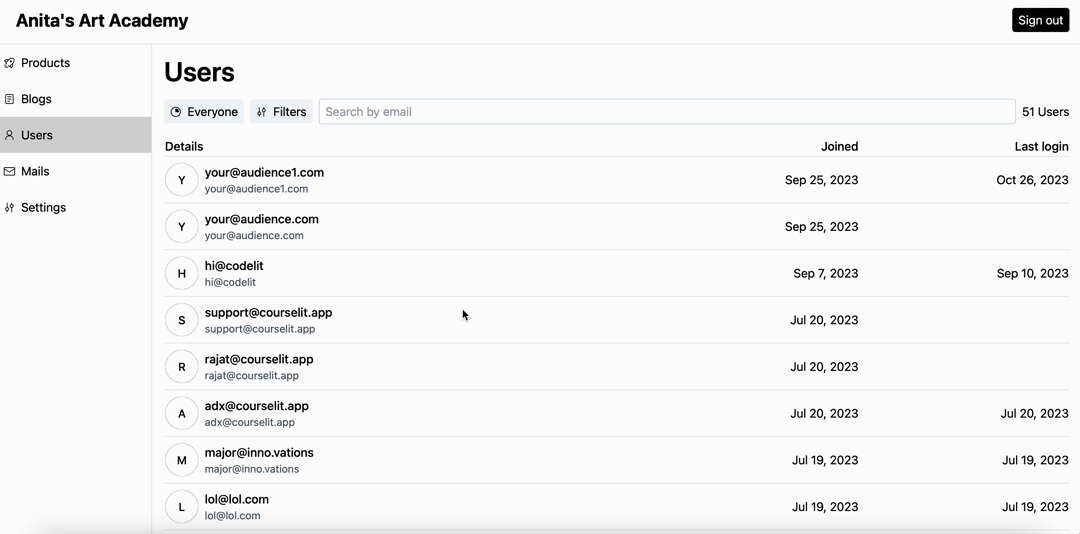 Anita's Art Academy
Sign out
Products
Blogs
Users
Mails
Settings
Users
Everyone
Filters
Search by email
51 Users
Details Joined Last login
Y your@audience1.com
your@audience1.com
Sep 25, 2023 Oct 26, 2023
Y your@audience.com
your@audience.com
Sep 25, 2023
H hi@codelit
hi@codelit
Sep 7, 2023 Sep 10, 2023
S support@courselit.app
support@courselit.app
Jul 20, 2023
R rajat@courselit.app
rajat@courselit.app
Jul 20, 2023
A adx@courselit.app
adx@courselit.app
Jul 20, 2023 Jul 20, 2023
M major@inno.vations
major@inno.vations
Jul 19, 2023 Jul 19, 2023
L lol@lol.com
lol@lol.com
Jul 19, 2023 Jul 19, 2023